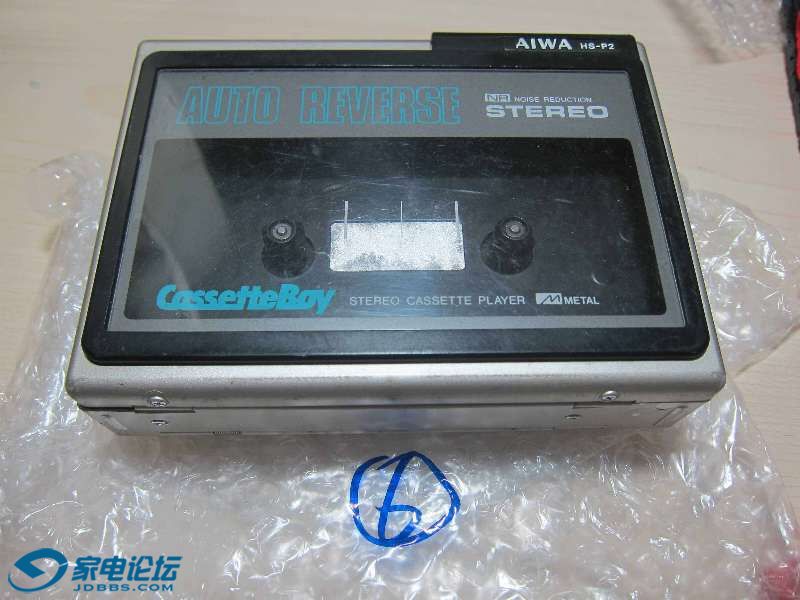 AIWA HS-P2
AUTO REVERSE
NR NOISE REDUCTION
STEREO
CassetteBoy STEREO CASSETTE PLAYER METAL
6
家电论坛
JDBBS.COM